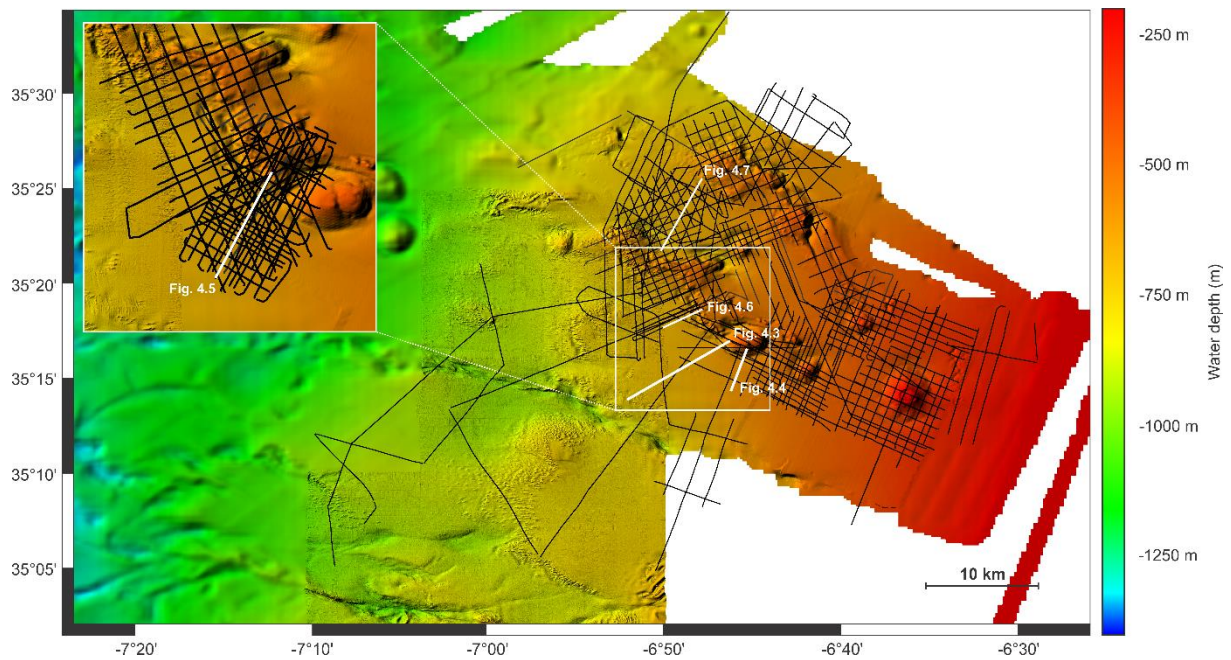 35°30'
35°25'
35°20'
35°15'
35°10'
35°05'
-7°20'
-7°10'
-7°00'
-6°50'
-6°40'
-6°30'
Fig. 4.5
Fig. 4.7
Fig. 4.6
Fig. 4.3
Fig. 4.4
10 km
-250 m
-500 m
-750 m
-1000 m
-1250 m
Water depth (m)